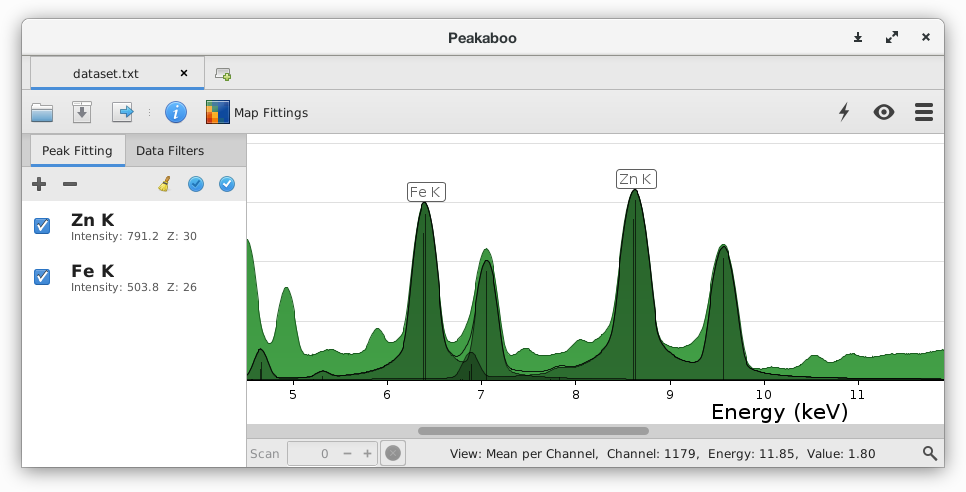 Peakaboo
dataset.txt
Map Fittings
Peak Fitting
Data Filters
Zn K
Intensity: 791.2 Z: 30
Fe K
Intensity: 503.8 Z: 26
Fe K
Zn K
5 6 7 8 9 10 11
Energy (keV)
Scan 0
View: Mean per Channel, Channel: 1179, Energy: 11.85, Value: 1.80